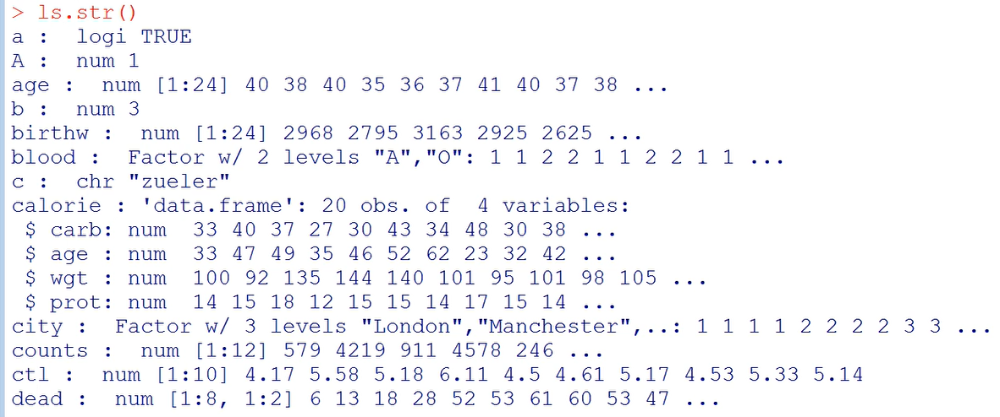 > ls.str()
a :  logi TRUE
A :  num 1
age :  num [1:24] 40 38 40 35 36 37 41 40 37 38 ...
b :  num 3
birthw :  num [1:24] 2968 2795 3163 2925 2625 ...
blood :  Factor w/ 2 levels "A","O": 1 1 2 2 1 1 2 2 1 1 ...
c :  chr "zueler"
calorie : 'data.frame': 20 obs. of  4 variables:
 $ carb: num  33 40 37 27 30 43 34 48 30 38 ...
 $ age : num  33 47 49 35 46 52 62 23 32 42 ...
 $ wgt : num  100 92 135 144 140 101 95 101 98 105 ...
 $ prot: num  14 15 18 12 15 15 14 17 15 14 ...
city :  Factor w/ 3 levels "London","Manchester",..: 1 1 1 1 2 2 2 2 3 3 ...
counts :  num [1:12] 579 4219 911 4578 246 ...
ctl :  num [1:10] 4.17 5.58 5.18 6.11 4.5 4.61 5.17 4.53 5.33 5.14
dead :  num [1:8, 1:2] 6 13 18 28 52 53 61 60 53 47 ...